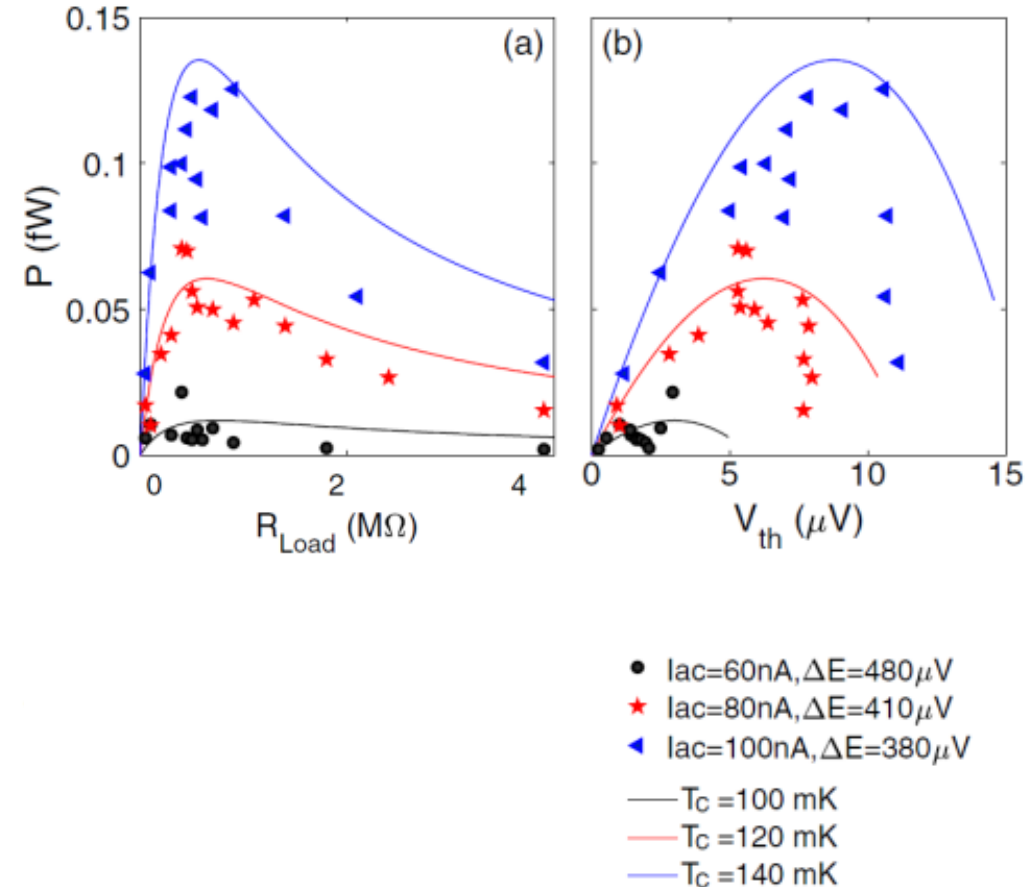 0.15
0.1
0.05
0
P (fW)
(a)
0 2 4
R_Load (MΩ)
(b)
0 5 10 15
V_th (μV)
Iac=60nA,ΔE=480μV
Iac=80nA,ΔE=410μV
Iac=100nA,ΔE=380μV
T_C =100 mK
T_C =120 mK
T_C =140 mK